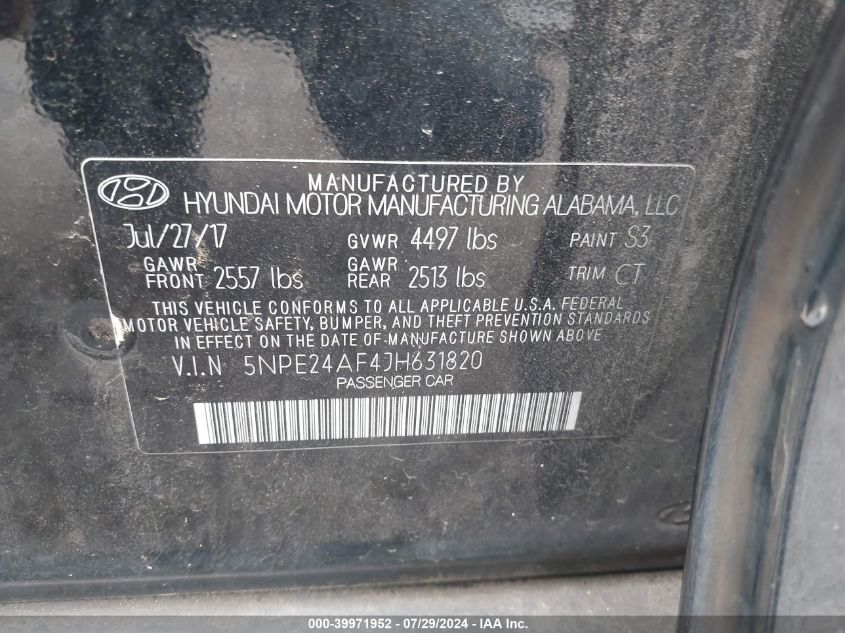 MANUFACTURED BY
HYUNDAI MOTOR MANUFACTURING ALABAMA, LLC
Jul/27/17 GVWR 4497 lbs PAINT S3
GAWR FRONT 2557 lbs GAWR REAR 2513 lbs TRIM CT
THIS VEHICLE CONFORMS TO ALL APPLICABLE U.S.A. FEDERAL
MOTOR VEHICLE SAFETY, BUMPER, AND THEFT PREVENTION STANDARDS
IN EFFECT ON THE DATE OF MANUFACTURE SHOWN ABOVE
V.I.N 5NPE24AF4JH631820
PASSENGER CAR
000-39971952 - 07/29/2024 - IAA Inc.